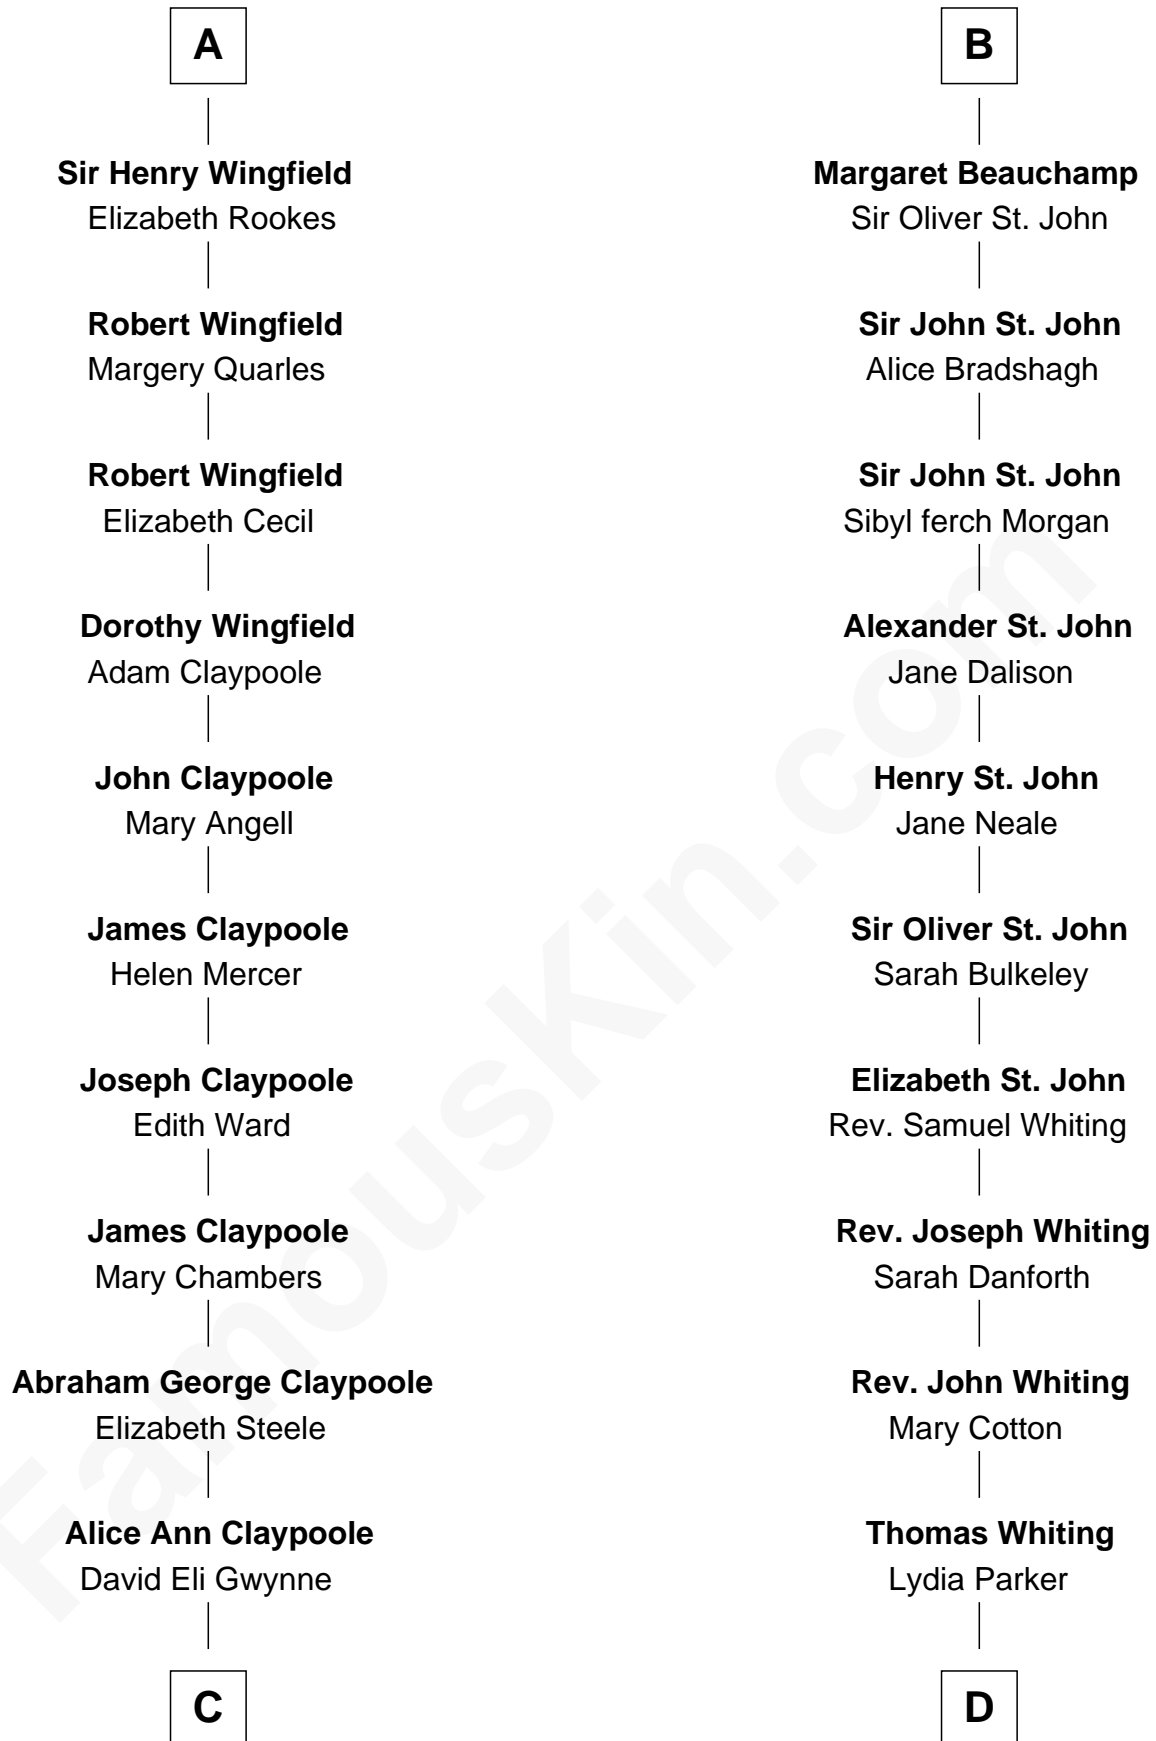 A
Sir Henry Wingfield
Elizabeth Rookes
Robert Wingfield
Margery Quarles
Robert Wingfield
Elizabeth Cecil
Dorothy Wingfield
Adam Claypoole
John Claypoole
Mary Angell
James Claypoole
Helen Mercer
Joseph Claypoole
Edith Ward
James Claypoole
Mary Chambers
Abraham George Claypoole
Elizabeth Steele
Alice Ann Claypoole
David Eli Gwynne
C
B
Margaret Beauchamp
Sir Oliver St. John
Sir John St. John
Alice Bradshagh
Sir John St. John
Sibyl ferch Morgan
Alexander St. John
Jane Dalison
Henry St. John
Jane Neale
Sir Oliver St. John
Sarah Bulkeley
Elizabeth St. John
Rev. Samuel Whiting
Rev. Joseph Whiting
Sarah Danforth
Rev. John Whiting
Mary Cotton
Thomas Whiting
Lydia Parker
D
FamousKin.com